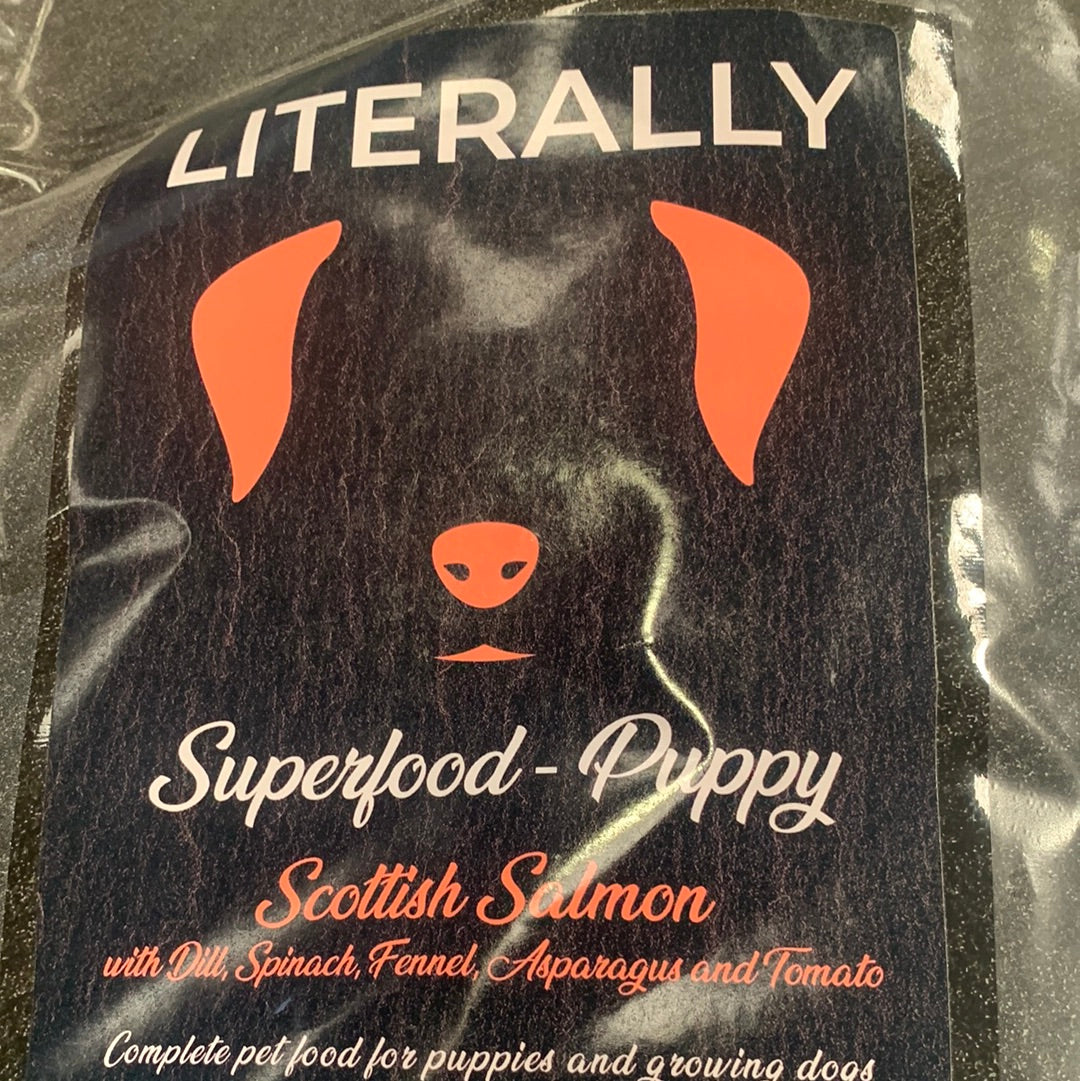 LITERALLY
Superfood - Puppy
Scottish Salmon
with Dill, Spinach, Fennel, Asparagus and Tomato
Complete pet food for puppies and growing dogs